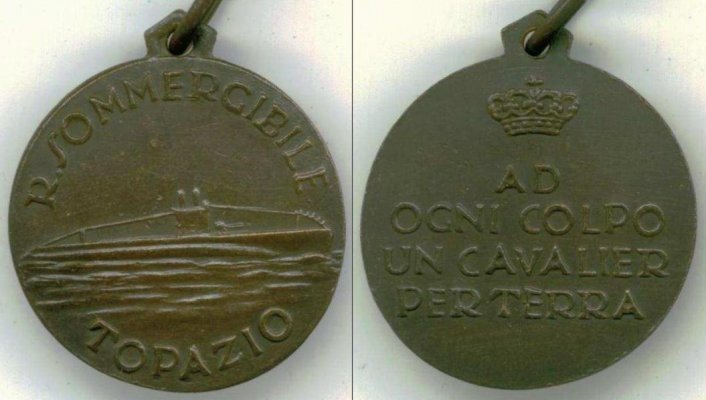 R. SOMMERGIBILE
TOPAZIO
AD
OGNI COLPO
UN CAVALIER
PER TERRA